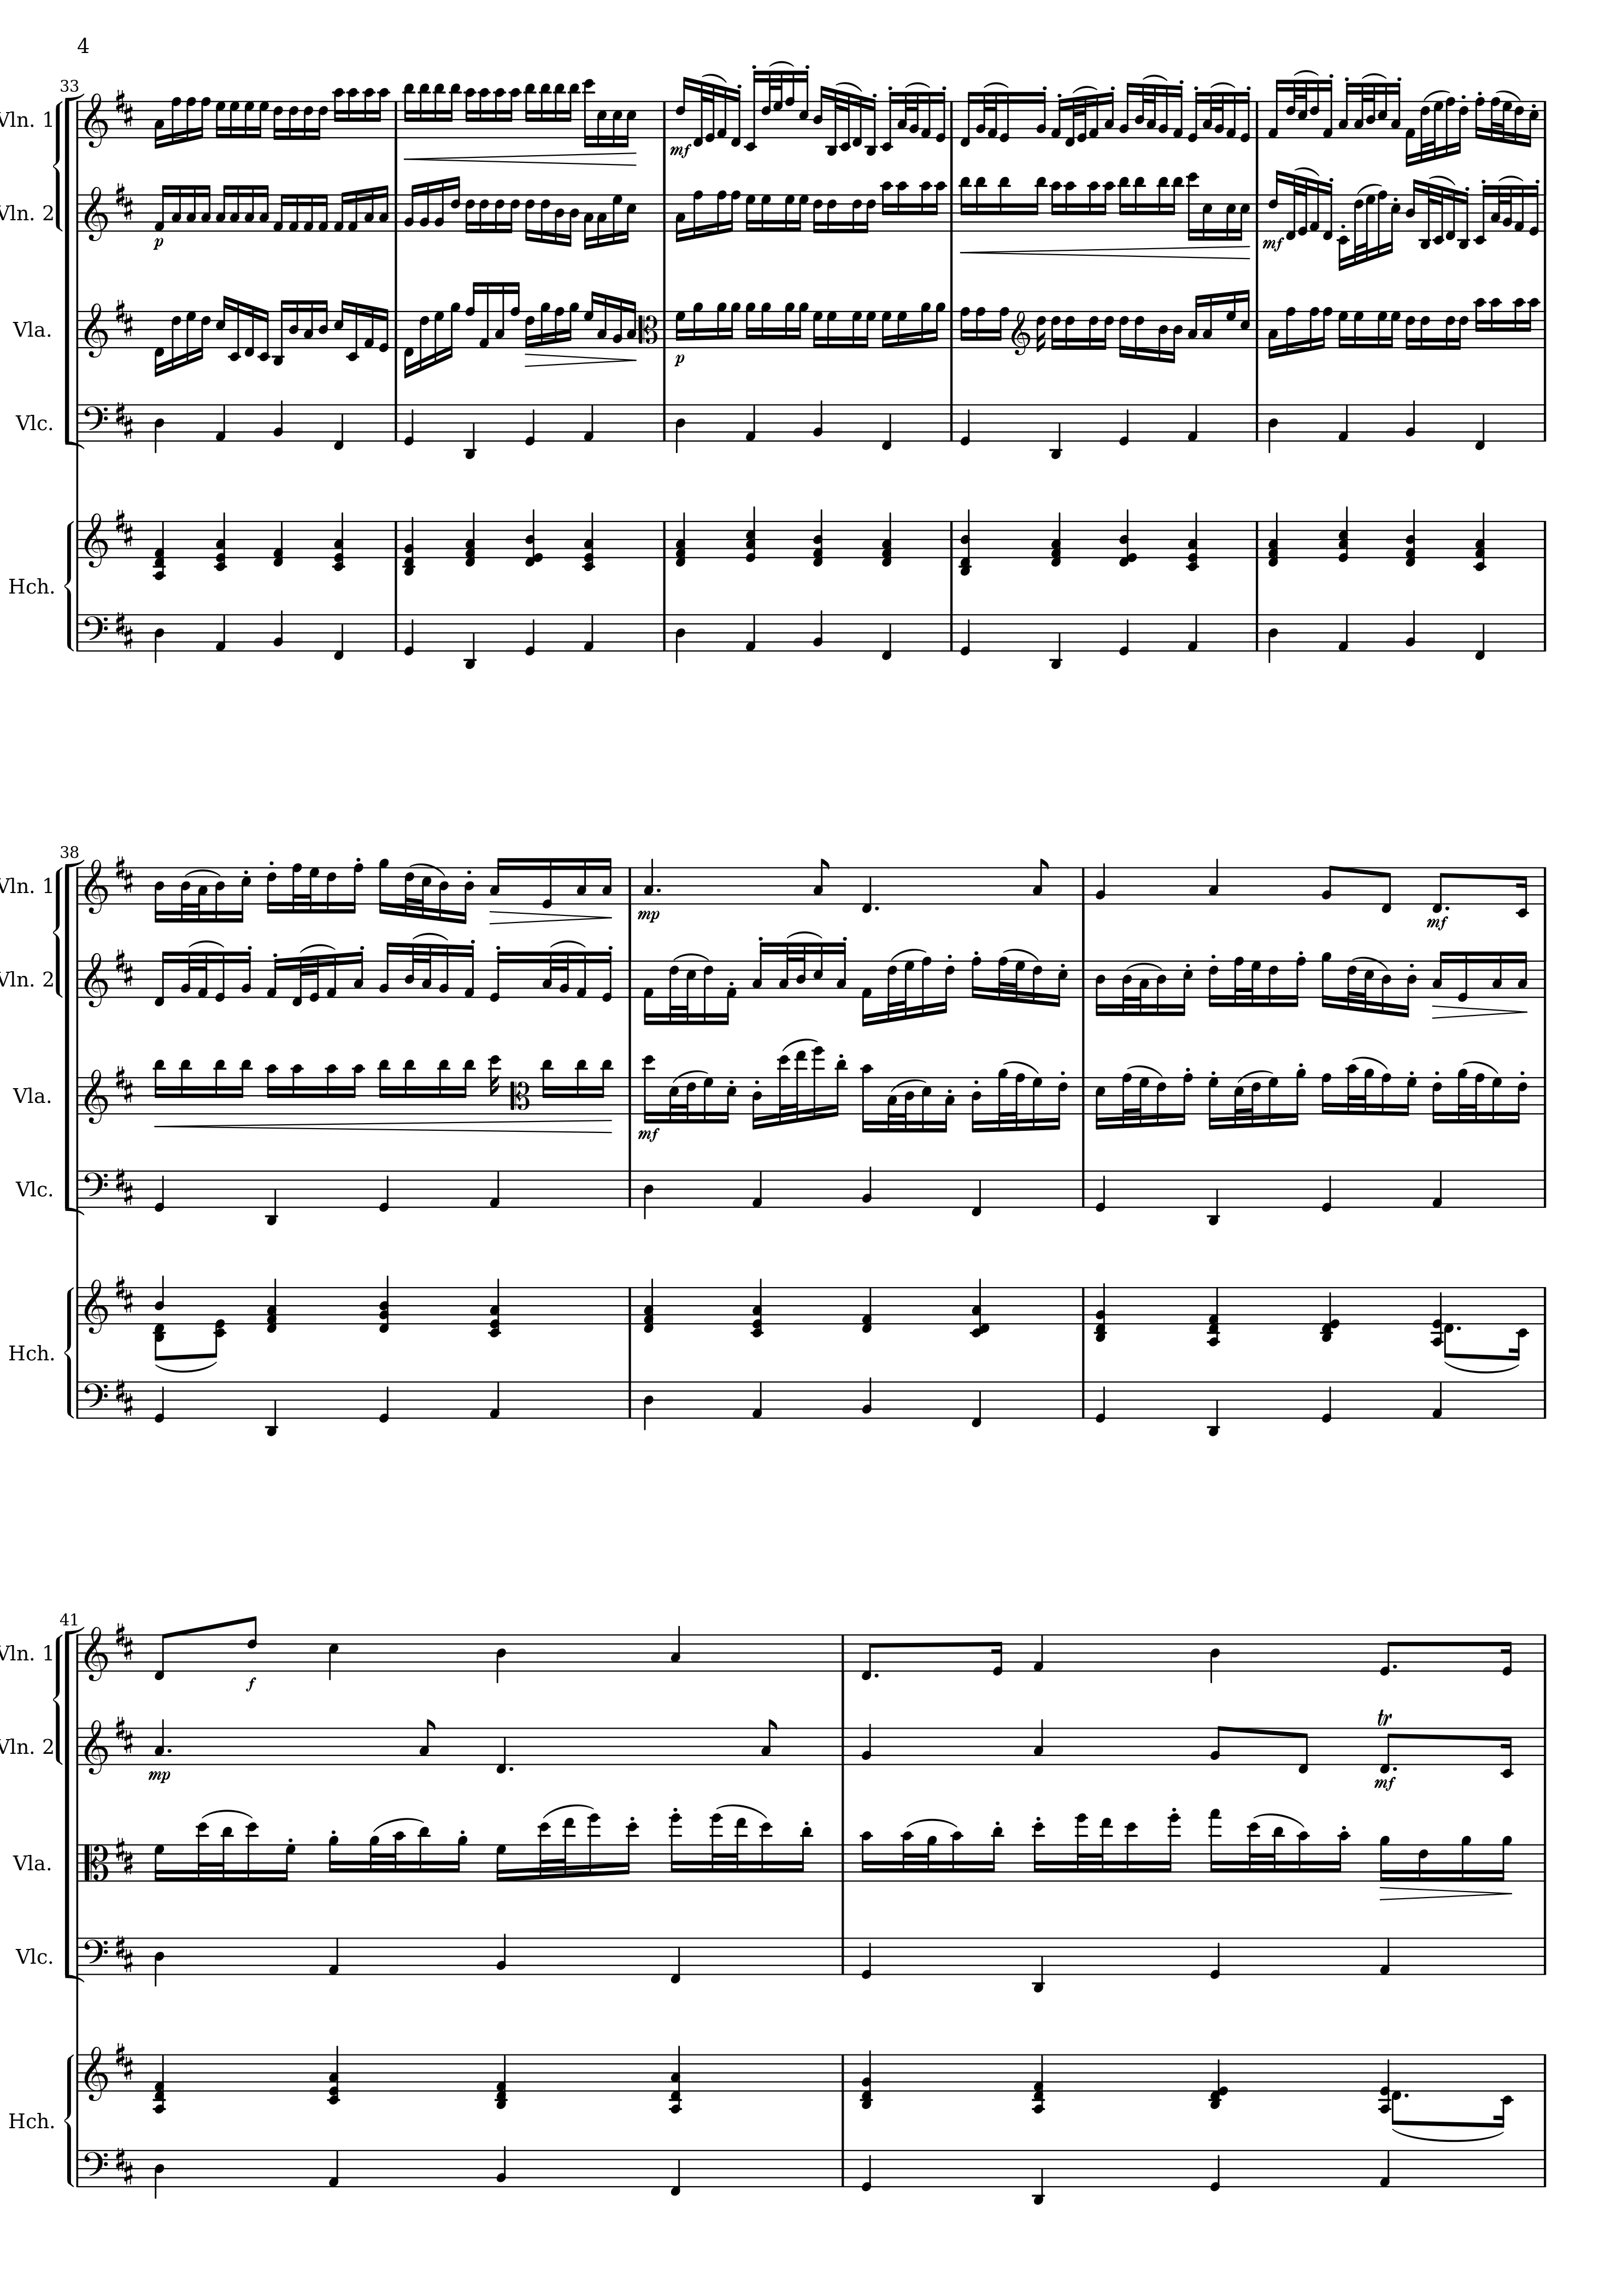 4
33
Vln. 1
mf
Vln. 2
p
mf
Vla.
p
Vlc.
Hch.
38
Vln. 1
mp
mf
Vln. 2
Vla.
mf
Vlc.
Hch.
41
Vln. 1
f
tr
Vln. 2
mp
mf
Vla.
Vlc.
Hch.